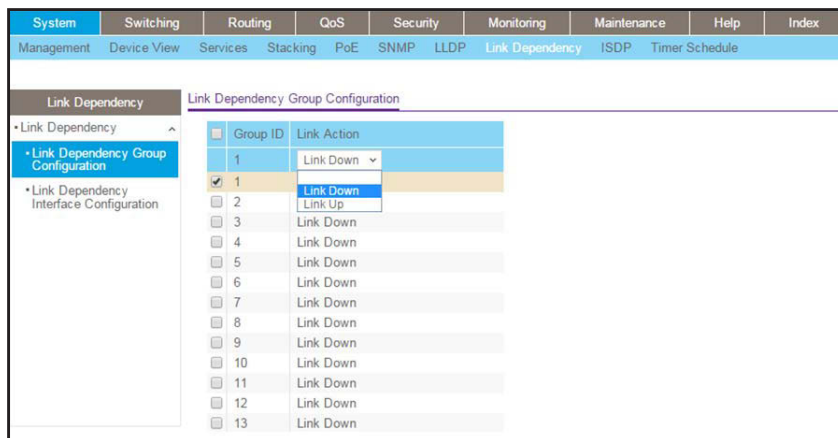 System Switching Routing QoS Security Monitoring Maintenance Help Index
Management Device View Services Stacking PoE SNMP LLDP Link Dependency ISDP Timer Schedule
Link Dependency
Link Dependency
Link Dependency Group
Configuration
Link Dependency
Interface Configuration
Link Dependency Group Configuration
Group ID Link Action
1 Link Down
1
Link Down
2 Link Up
3 Link Down
4 Link Down
5 Link Down
6 Link Down
7 Link Down
8 Link Down
9 Link Down
10 Link Down
11 Link Down
12 Link Down
13 Link Down